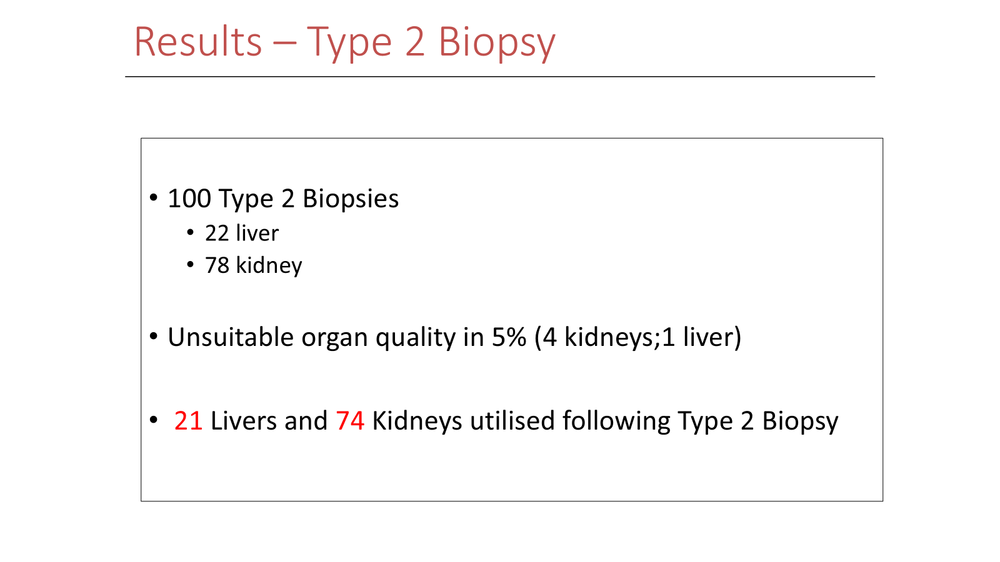 Results – Type 2 Biopsy
• 100 Type 2 Biopsies
• 22 liver
• 78 kidney
• Unsuitable organ quality in 5% (4 kidneys;1 liver)
• 21 Livers and 74 Kidneys utilised following Type 2 Biopsy